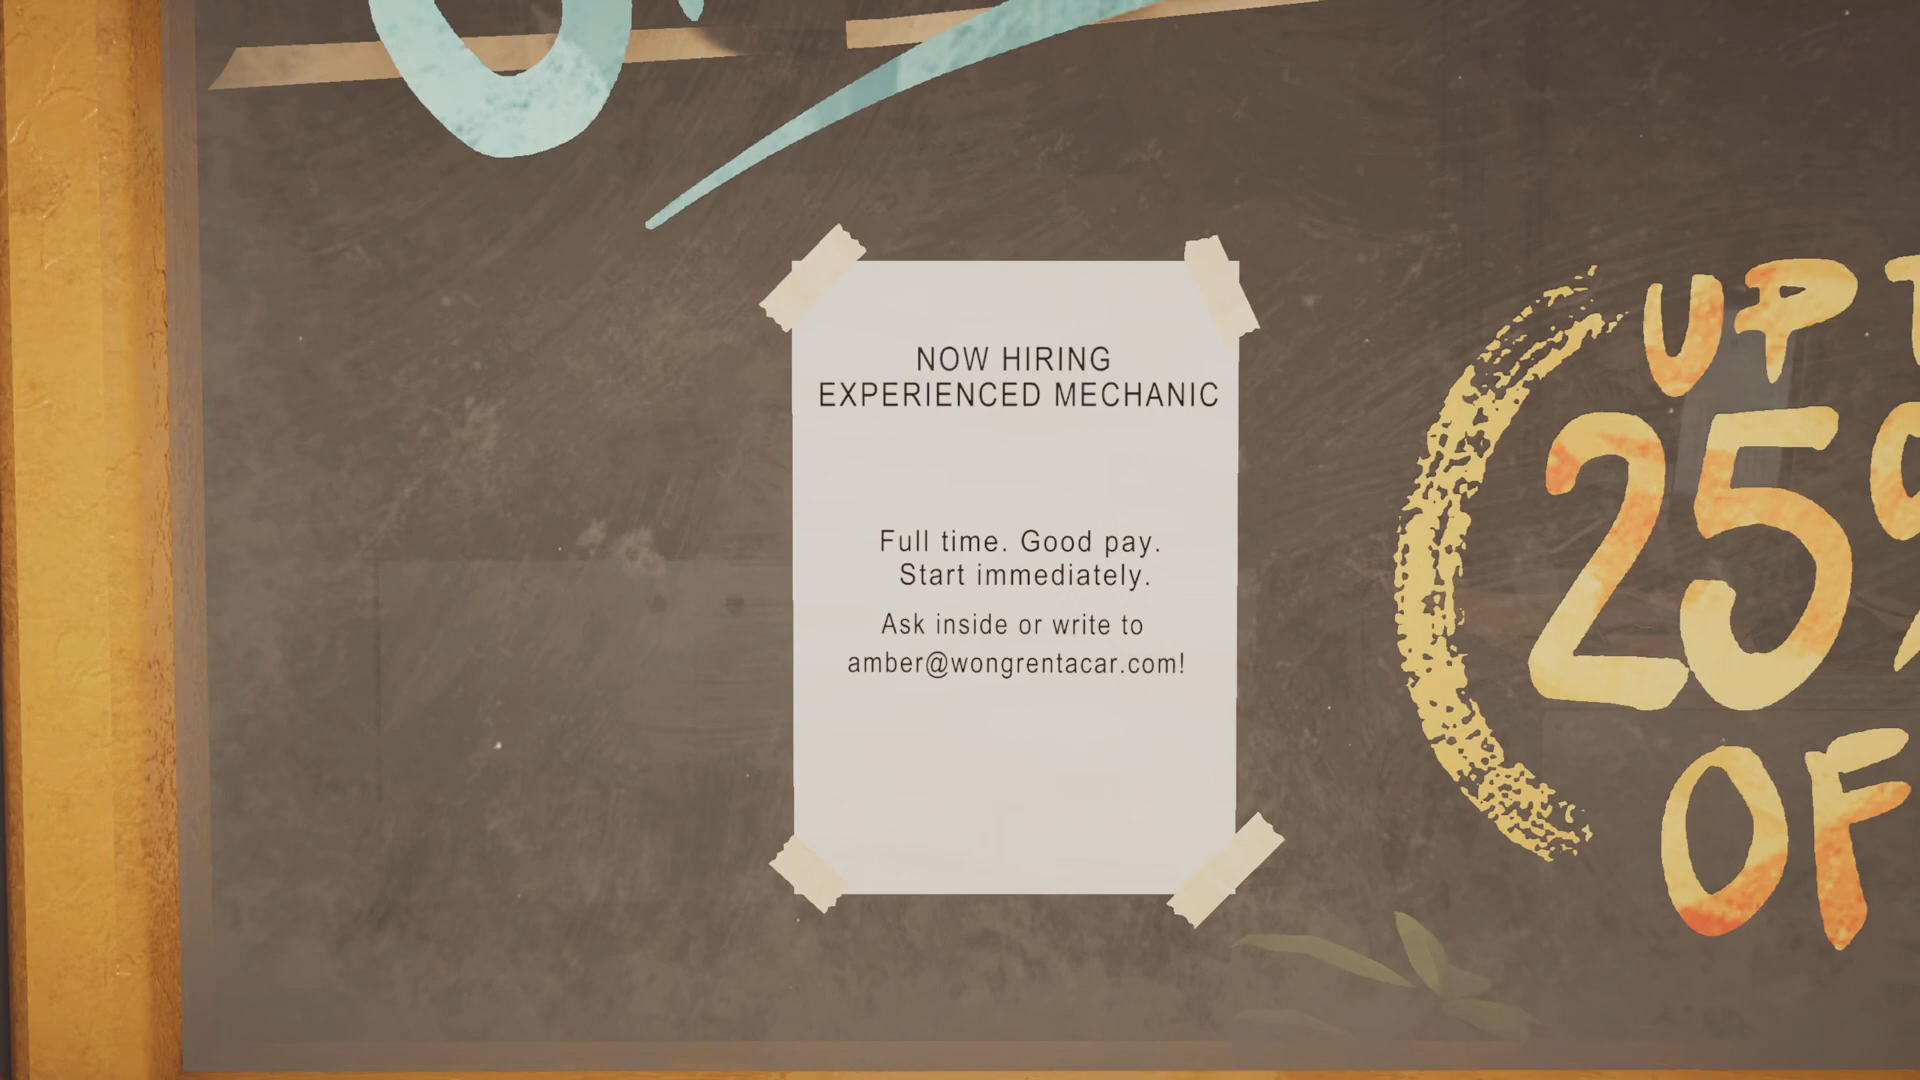 NOW HIRING
EXPERIENCED MECHANIC
Full time. Good pay.
Start immediately.
Ask inside or write to
amber@wongrentacar.com!
UP
25%
OF